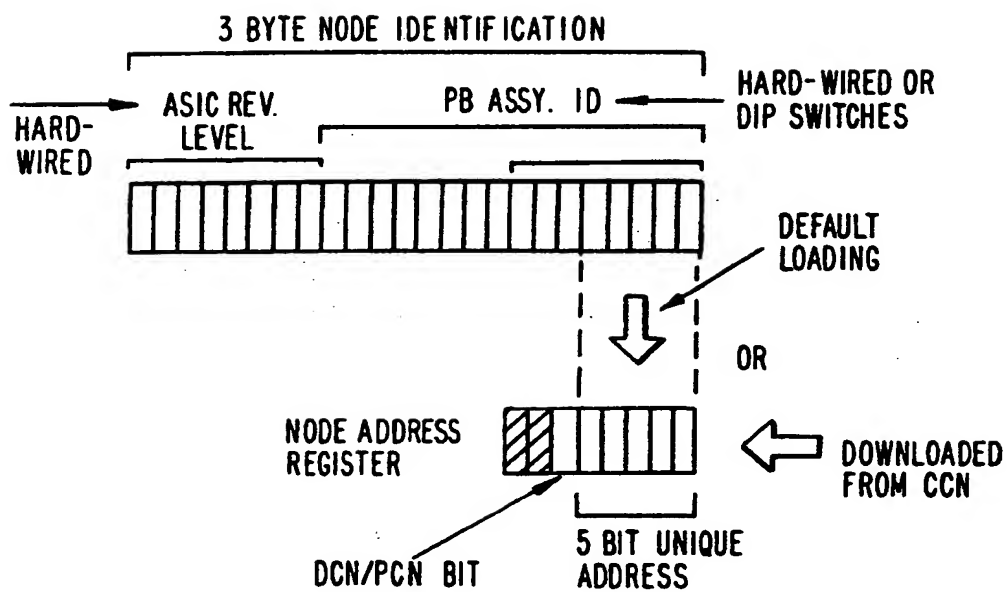 3 BYTE NODE IDENTIFICATION
HARD-
WIRED
ASIC REV.
LEVEL
PB ASSY. ID
HARD-WIRED OR
DIP SWITCHES
DEFAULT
LOADING
OR
NODE ADDRESS
REGISTER
DOWNLOADED
FROM CCN
DCN/PCN BIT
5 BIT UNIQUE
ADDRESS